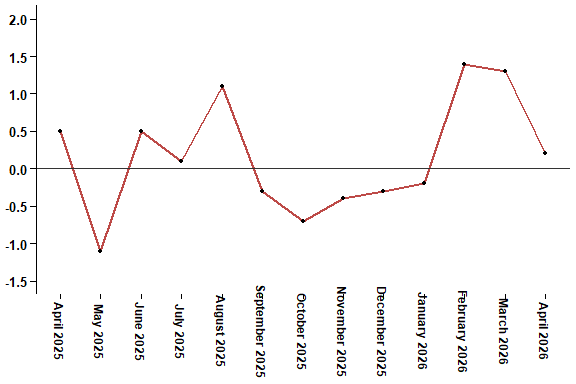 2.0
1.5
1.0
0.5
0.0
-0.5
-1.0
-1.5
April 2025
May 2025
June 2025
July 2025
August 2025
September 2025
October 2025
November 2025
December 2025
January 2026
February 2026
March 2026
April 2026